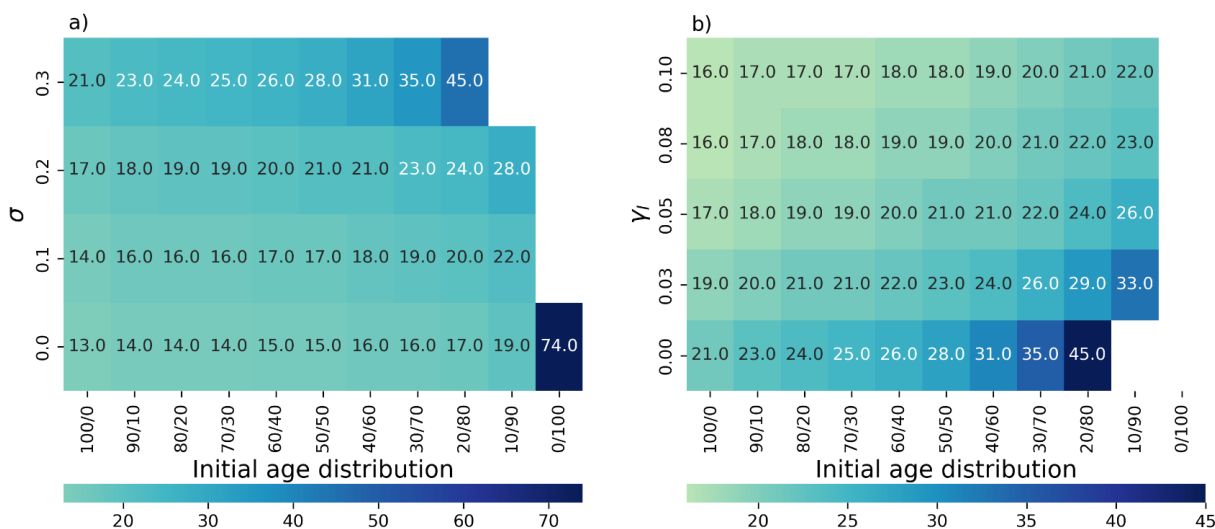 a)
σ
0.3 21.0 23.0 24.0 25.0 26.0 28.0 31.0 35.0 45.0
0.2 17.0 18.0 19.0 19.0 20.0 21.0 21.0 23.0 24.0 28.0
0.1 14.0 16.0 16.0 16.0 17.0 17.0 18.0 19.0 20.0 22.0
0.0 13.0 14.0 14.0 14.0 15.0 15.0 16.0 16.0 17.0 19.0 74.0
100/0 90/10 80/20 70/30 60/40 50/50 40/60 30/70 20/80 10/90 0/100
Initial age distribution
20 30 40 50 60 70
b)
γI
0.10 16.0 17.0 17.0 17.0 18.0 18.0 19.0 20.0 21.0 22.0
0.08 16.0 17.0 18.0 18.0 19.0 19.0 20.0 21.0 22.0 23.0
0.05 17.0 18.0 19.0 19.0 20.0 21.0 21.0 22.0 24.0 26.0
0.03 19.0 20.0 21.0 21.0 22.0 23.0 24.0 26.0 29.0 33.0
0.00 21.0 23.0 24.0 25.0 26.0 28.0 31.0 35.0 45.0
100/0 90/10 80/20 70/30 60/40 50/50 40/60 30/70 20/80 10/90 0/100
Initial age distribution
20 25 30 35 40 45